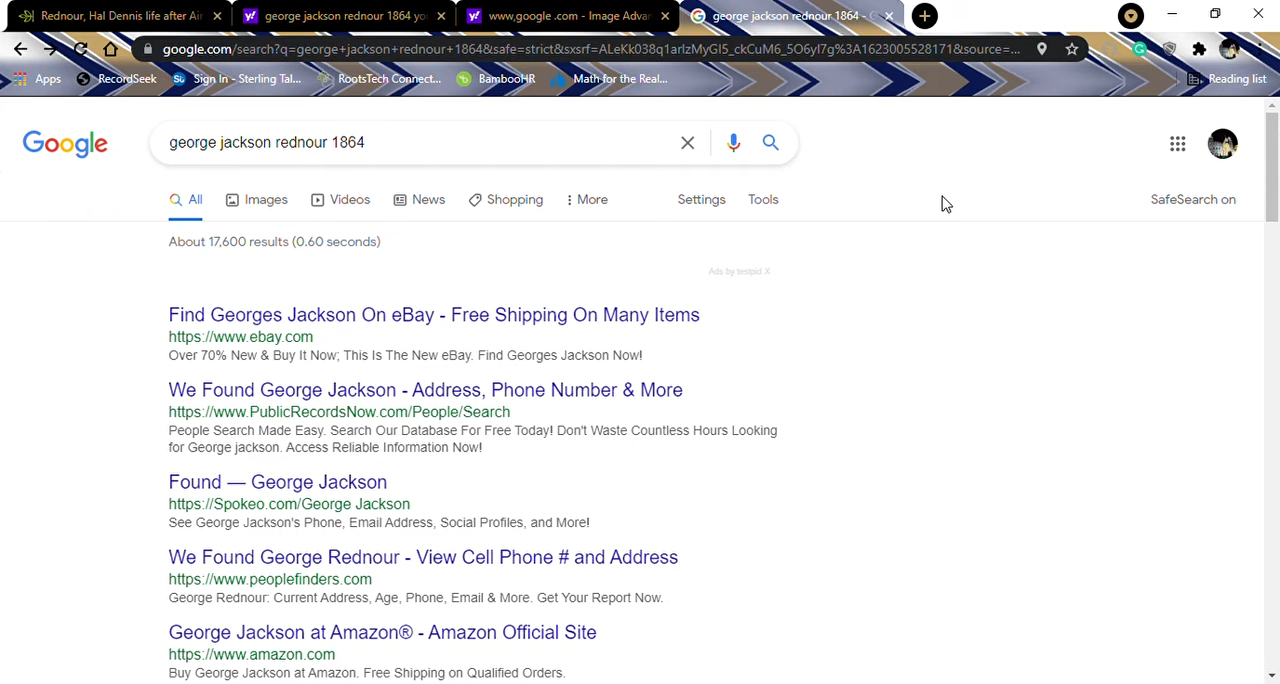 Rednour, Hal Dennis life after Air
george jackson rednour 1864 yo
www,google .com - Image Adva
george jackson rednour 1864 -
google.com/search?q=george+jackson+rednour+1864&safe=strict&sxsrf=ALeKk038q1arIzMyGI5_ckCuM6_5O6yI7g%3A1623005528171&source=...
Apps RecordSeek Sign In - Sterling Tal... RootsTech Connect... BambooHR Math for the Real... Reading list
Google george jackson rednour 1864
All Images Videos News Shopping More Settings Tools SafeSearch on
About 17,600 results (0.60 seconds)
Ads by testpid X
Find Georges Jackson On eBay - Free Shipping On Many Items
https://www.ebay.com
Over 70% New & Buy It Now; This Is The New eBay. Find Georges Jackson Now!
We Found George Jackson - Address, Phone Number & More
https://www.PublicRecordsNow.com/People/Search
People Search Made Easy. Search Our Database For Free Today! Don't Waste Countless Hours Looking
for George jackson. Access Reliable Information Now!
Found — George Jackson
https://Spokeo.com/George Jackson
See George Jackson's Phone, Email Address, Social Profiles, and More!
We Found George Rednour - View Cell Phone # and Address
https://www.peoplefinders.com
George Rednour: Current Address, Age, Phone, Email & More. Get Your Report Now.
George Jackson at Amazon® - Amazon Official Site
https://www.amazon.com
Buy George Jackson at Amazon. Free Shipping on Qualified Orders.